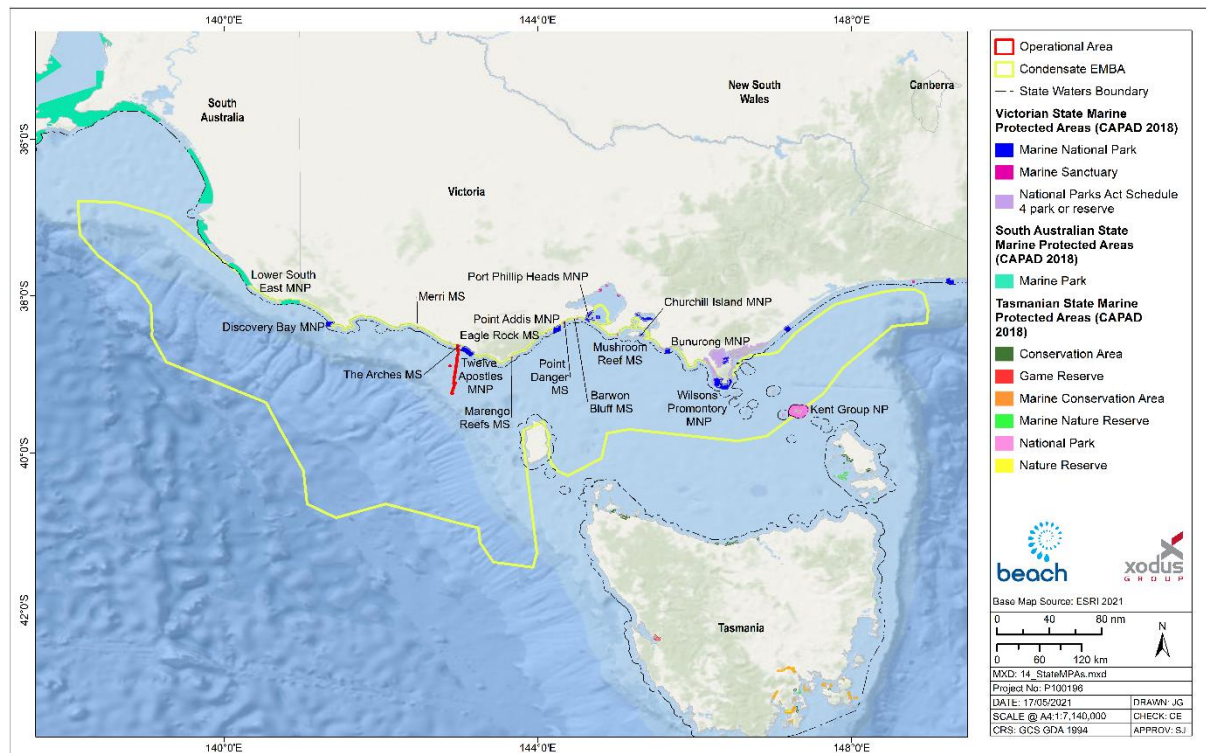 140°0'E
144°0'E
148°0'E
36°0'S
38°0'S
40°0'S
42°0'S
South
Australia
New South
Wales
Canberra
Victoria
Lower South
East MNP
Merri MS
Port Phillip Heads MNP
Churchill Island MNP
Discovery Bay MNP
Point Addis MNP
Eagle Rock MS
The Arches MS
Twelve
Apostles
MNP
Mushroom
Reef MS
Bunurong MNP
Point
Danger
MS
Marengo
Reefs MS
Barwon
Bluff MS
Wilsons
Promontory
MNP
Kent Group NP
Tasmania
140°0'E
144°0'E
148°0'E
Operational Area
Condensate EMBA
State Waters Boundary
Victorian State Marine
Protected Areas (CAPAD 2018)
Marine National Park
Marine Sanctuary
National Parks Act Schedule
4 park or reserve
South Australian State
Marine Protected Areas
(CAPAD 2018)
Marine Park
Tasmanian State Marine
Protected Areas (CAPAD
2018)
Conservation Area
Game Reserve
Marine Conservation Area
Marine Nature Reserve
National Park
Nature Reserve
beach
xodus
GROUP
Base Map Source: ESRI 2021
0 40 80 nm
0 60 120 km
N
MXD: 14_StateMPAs.mxd
Project No: P100196
DATE: 17/05/2021
DRAWN: JG
SCALE @ A4:1:7,140,000
CHECK: CE
CRS: GCS GDA 1994
APPROV: SJ